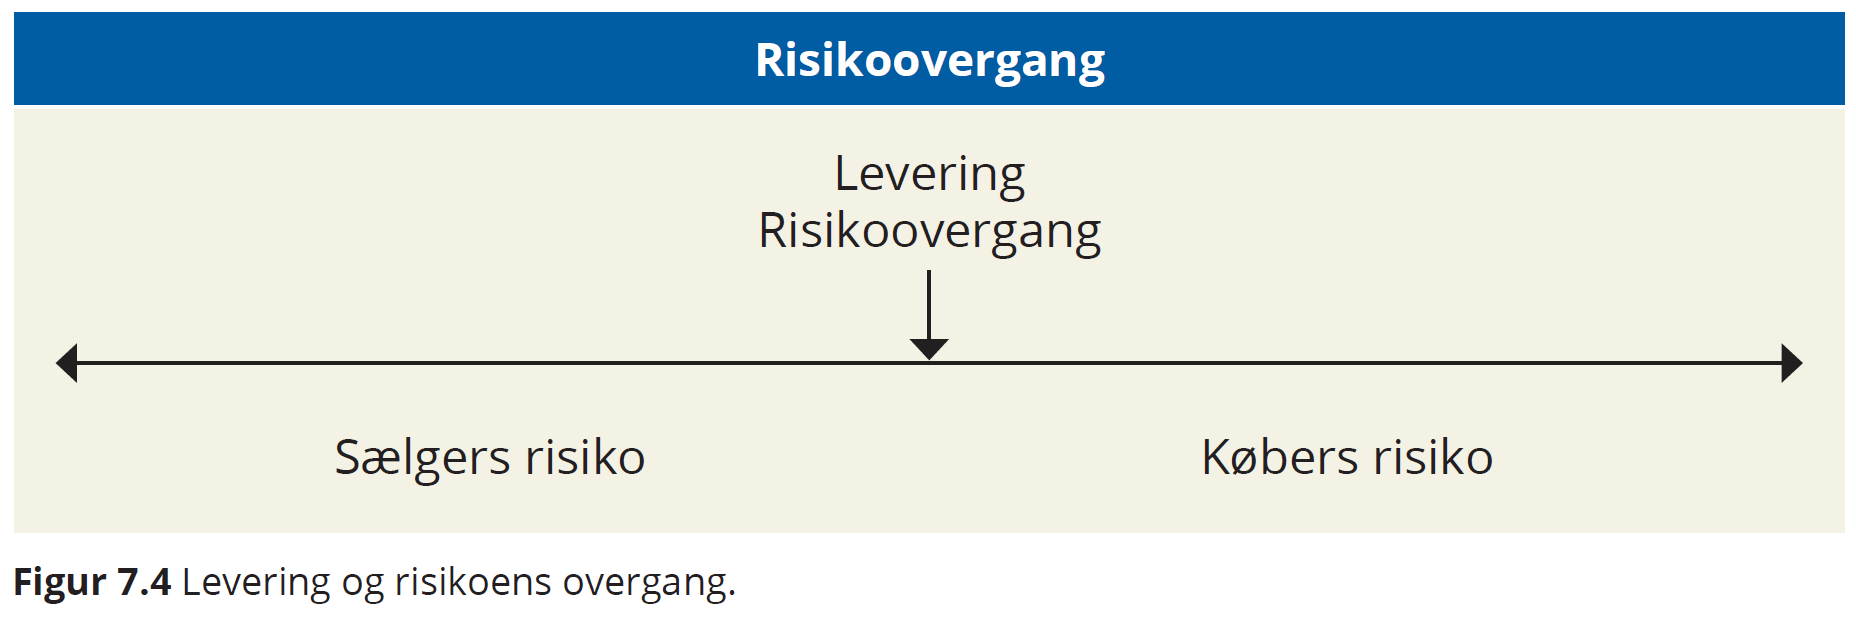 Risikoovergang
Levering
Risikoovergang
Sælgers risiko
Købers risiko
Figur 7.4 Levering og risikoens overgang.